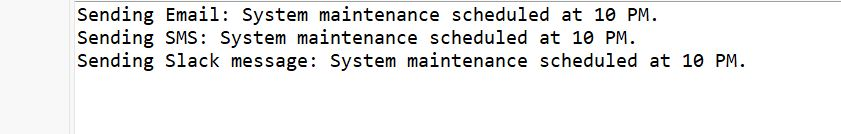 Sending Email: System maintenance scheduled at 10 PM.
Sending SMS: System maintenance scheduled at 10 PM.
Sending Slack message: System maintenance scheduled at 10 PM.